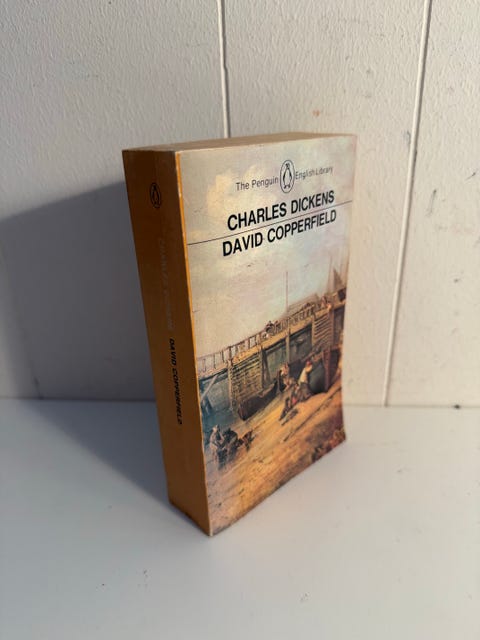 The Penguin English Library
CHARLES DICKENS
DAVID COPPERFIELD
CHARLES DICKENS DAVID COPPERFIELD